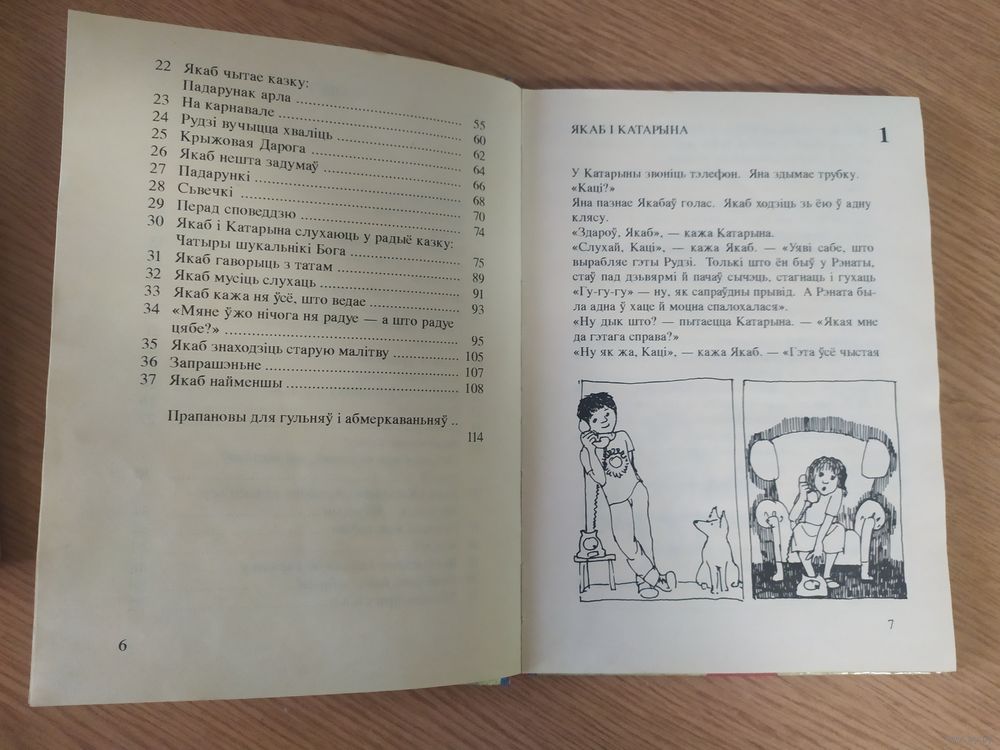 22 Якаб чытае казку:
Падарунак арла ........................................ 55
23 На карнавале ........................................ 60
24 Рудзі вучыцца хваліць ........................................ 62
25 Крыжовая Дарога ........................................ 64
26 Якаб нешта задумаў ........................................ 66
27 Падарункі ........................................ 68
28 Сьвечкі ........................................ 70
29 Перад споведдзю ........................................ 74
30 Якаб і Катарына слухаюць у радыё казку:
Чатыры шукальнікі Бога ........................................ 75
31 Якаб гаворыць з татам ........................................ 89
32 Якаб мусіць слухаць ........................................ 91
33 Якаб кажа ня ўсё, што ведае ........................................ 93
34 «Мяне ўжо нічога ня радуе — а што радуе
цябе?» ........................................ 95
35 Якаб знаходзіць старую малітву ........................................ 105
36 Запрашэньне ........................................ 107
37 Якаб найменшы ........................................ 108
Прапановы для гульняў і абмеркаваньняў ..
114
6
ЯКАБ І КАТАРЫНА 1
У Катарыны звоніць тэлефон. Яна здымае трубку.
«Каці?»
Яна пазнае Якабаў голас. Якаб ходзіць зь ёю ў адну
клясу.
«Здароў, Якаб», — кажа Катарына.
«Слухай, Каці», — кажа Якаб. — «Уяві сабе, што
вырабляе гэты Рудзі. Толькі што ён быў у Рэнаты,
стаў пад дзьвярмі й пачаў сычэць, стагнаць і гухаць
«Гу-гу-гу» — ну, як сапраўдны прывід. А Рэната бы-
ла адна ў хаце й моцна спалохалася».
«Ну дык што? — пытаецца Катарына. — «Якая мне
да гэтага справа?»
«Ну як жа, Каці», — кажа Якаб. — «Гэта ўсё чыстая
7